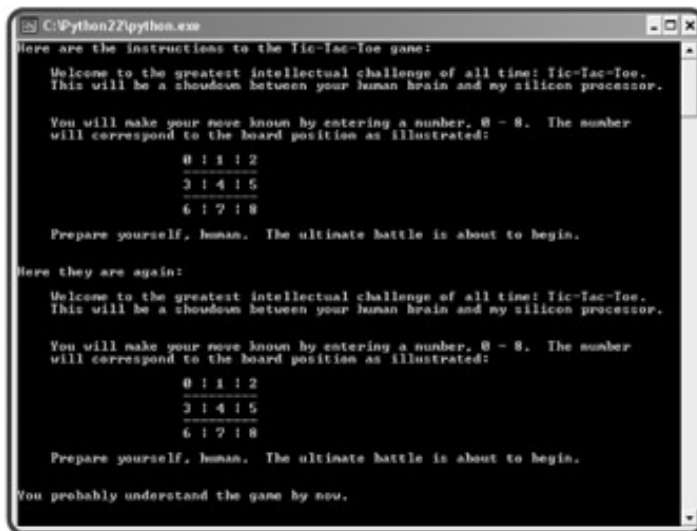 C:\Python22\python.exe
Here are the instructions to the Tic-Tac-Toe game:
Welcome to the greatest intellectual challenge of all time: Tic-Tac-Toe.
This will be a showdown between your human brain and my silicon processor.
You will make your move known by entering a number, 0 - 8.  The number
will correspond to the board position as illustrated:
0 | 1 | 2
---------
3 | 4 | 5
---------
6 | 7 | 8
Prepare yourself, human.  The ultimate battle is about to begin.
Here they are again:
Welcome to the greatest intellectual challenge of all time: Tic-Tac-Toe.
This will be a showdown between your human brain and my silicon processor.
You will make your move known by entering a number, 0 - 8.  The number
will correspond to the board position as illustrated:
0 | 1 | 2
---------
3 | 4 | 5
---------
6 | 7 | 8
Prepare yourself, human.  The ultimate battle is about to begin.
You probably understand the game by now.